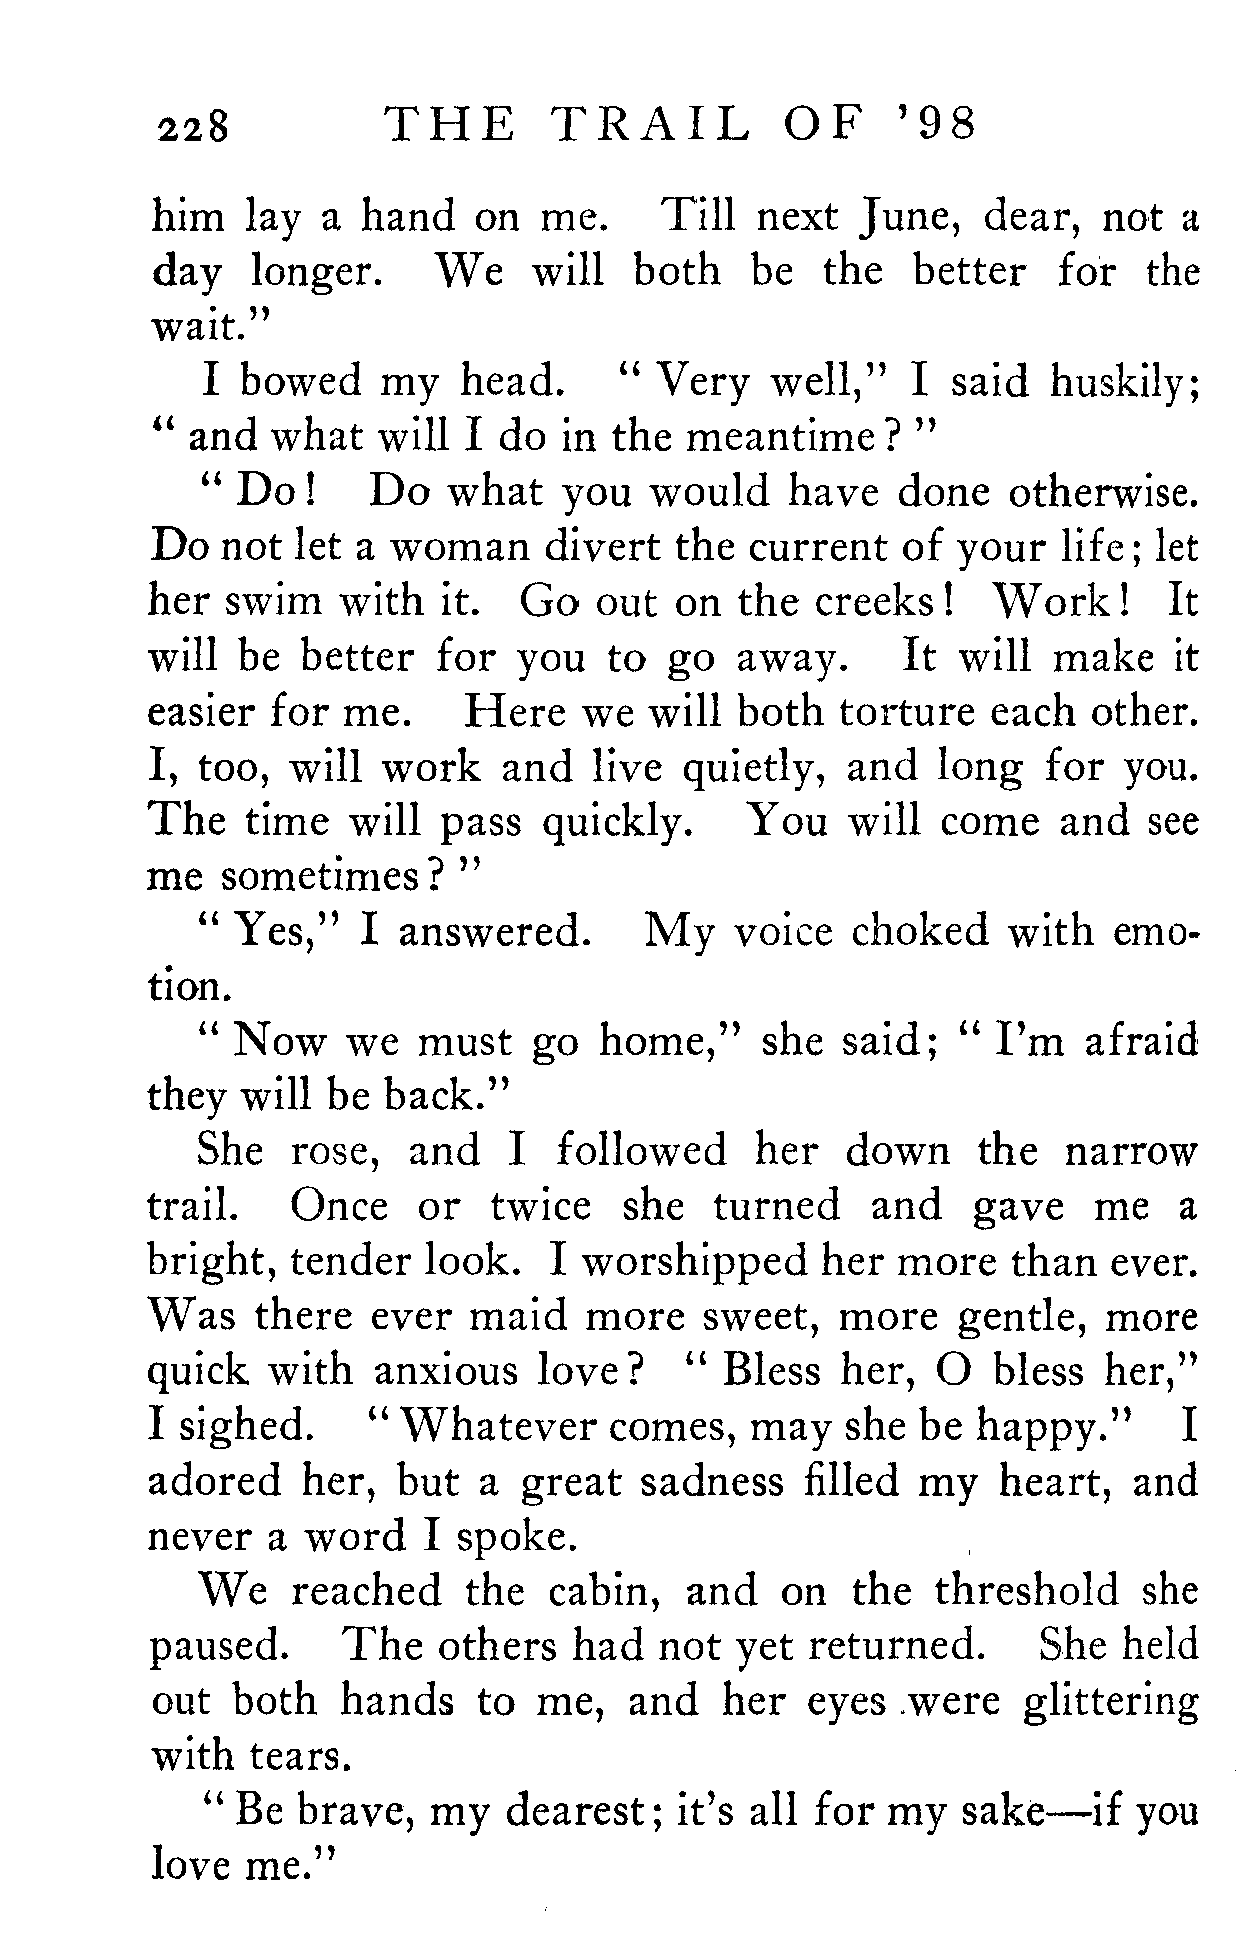 228 THE TRAIL OF '98
him lay a hand on me. Till next June, dear, not a
day longer. We will both be the better for the
wait."
I bowed my head. " Very well," I said huskily;
" and what will I do in the meantime? "
" Do! Do what you would have done otherwise.
Do not let a woman divert the current of your life; let
her swim with it. Go out on the creeks! Work! It
will be better for you to go away. It will make it
easier for me. Here we will both torture each other.
I, too, will work and live quietly, and long for you.
The time will pass quickly. You will come and see
me sometimes? "
" Yes," I answered. My voice choked with emo-
tion.
" Now we must go home," she said; " I'm afraid
they will be back."
She rose, and I followed her down the narrow
trail. Once or twice she turned and gave me a
bright, tender look. I worshipped her more than ever.
Was there ever maid more sweet, more gentle, more
quick with anxious love? " Bless her, O bless her,"
I sighed. " Whatever comes, may she be happy." I
adored her, but a great sadness filled my heart, and
never a word I spoke.
We reached the cabin, and on the threshold she
paused. The others had not yet returned. She held
out both hands to me, and her eyes were glittering
with tears.
" Be brave, my dearest; it's all for my sake—if you
love me."